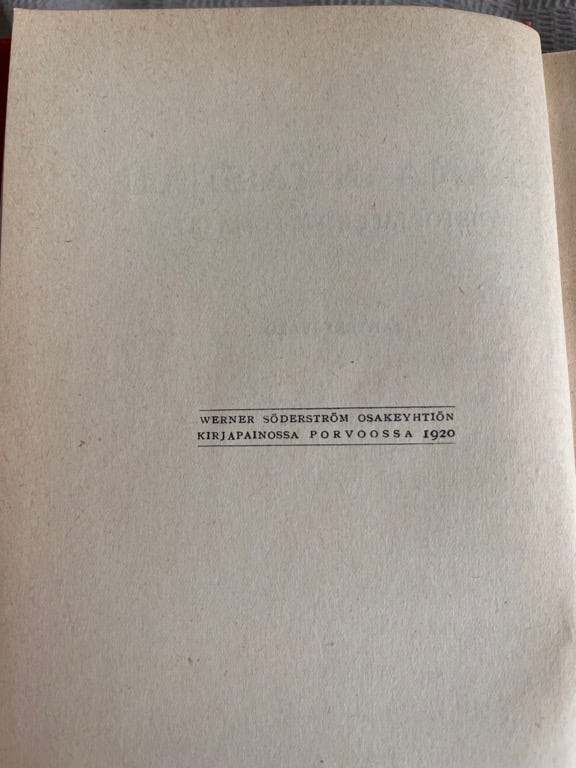 WERNER SÖDERSTRÖM OSAKEYHTIÖN
KIRJAPAINOSSA PORVOOSSA 1920